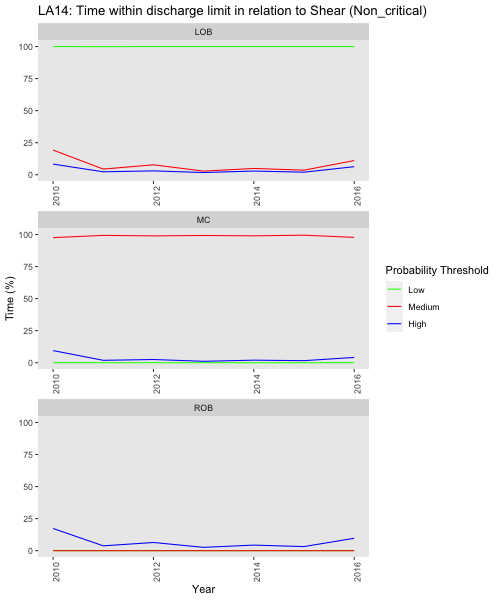 LA14: Time within discharge limit in relation to Shear (Non_critical)
LOB
100
75
50
25
0
2010
2012
2014
2016
MC
100
75
50
25
0
2010
2012
2014
2016
ROB
100
75
50
25
0
2010
2012
2014
2016
Time (%)
Year
Probability Threshold
Low
Medium
High